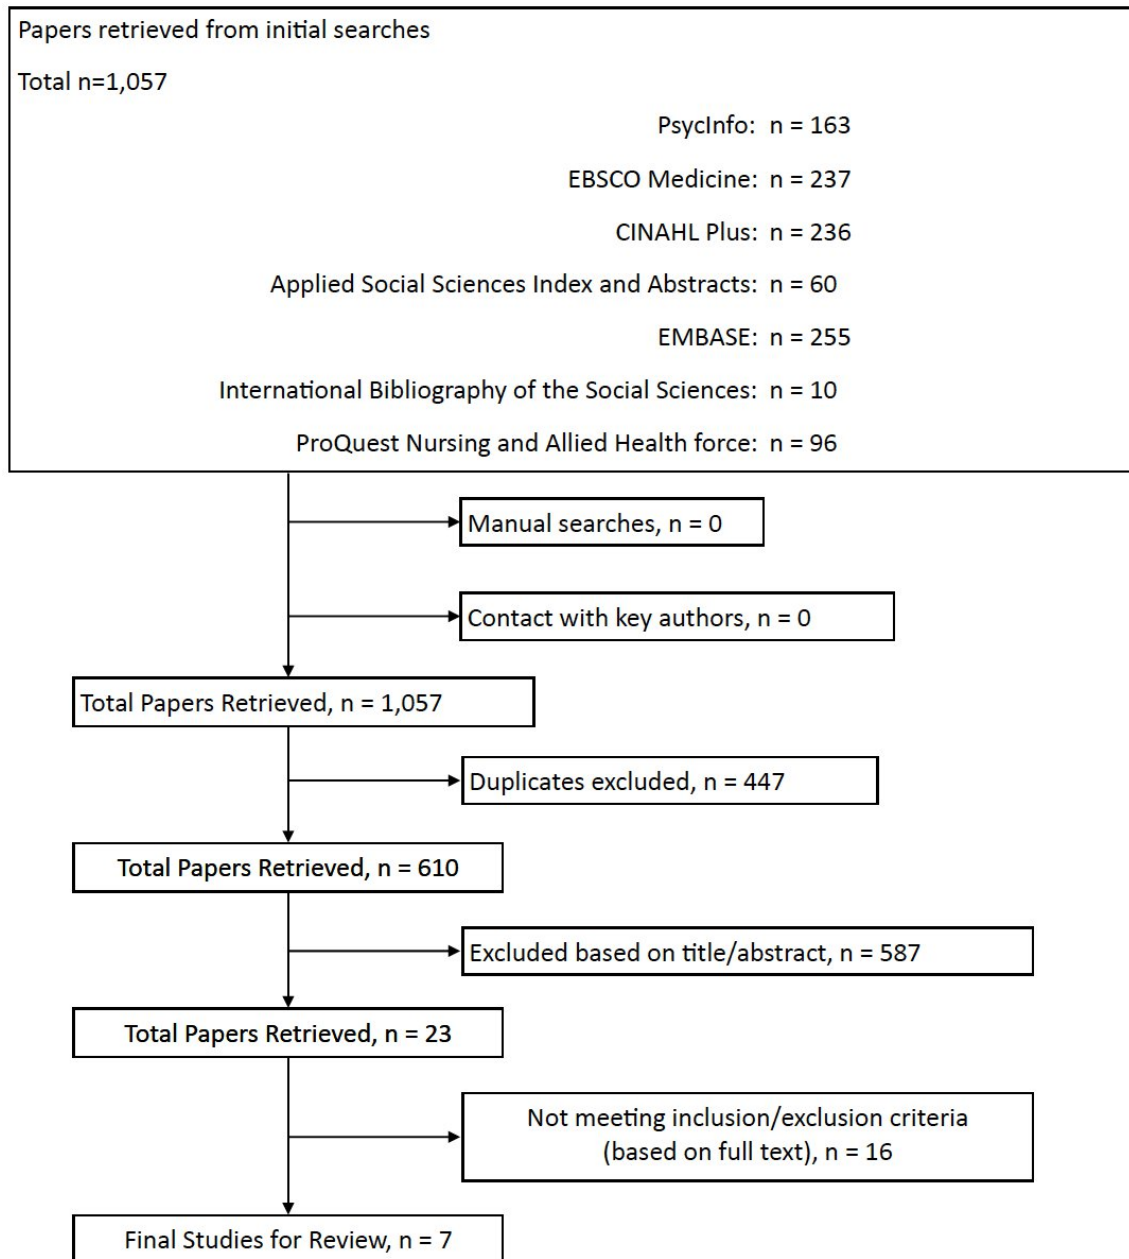 Papers retrieved from initial searches
Total n=1,057
PsycInfo: n = 163
EBSCO Medicine: n = 237
CINAHL Plus: n = 236
Applied Social Sciences Index and Abstracts: n = 60
EMBASE: n = 255
International Bibliography of the Social Sciences: n = 10
ProQuest Nursing and Allied Health force: n = 96
Manual searches, n = 0
Contact with key authors, n = 0
Total Papers Retrieved, n = 1,057
Duplicates excluded, n = 447
Total Papers Retrieved, n = 610
Excluded based on title/abstract, n = 587
Total Papers Retrieved, n = 23
Not meeting inclusion/exclusion criteria
(based on full text), n = 16
Final Studies for Review, n = 7